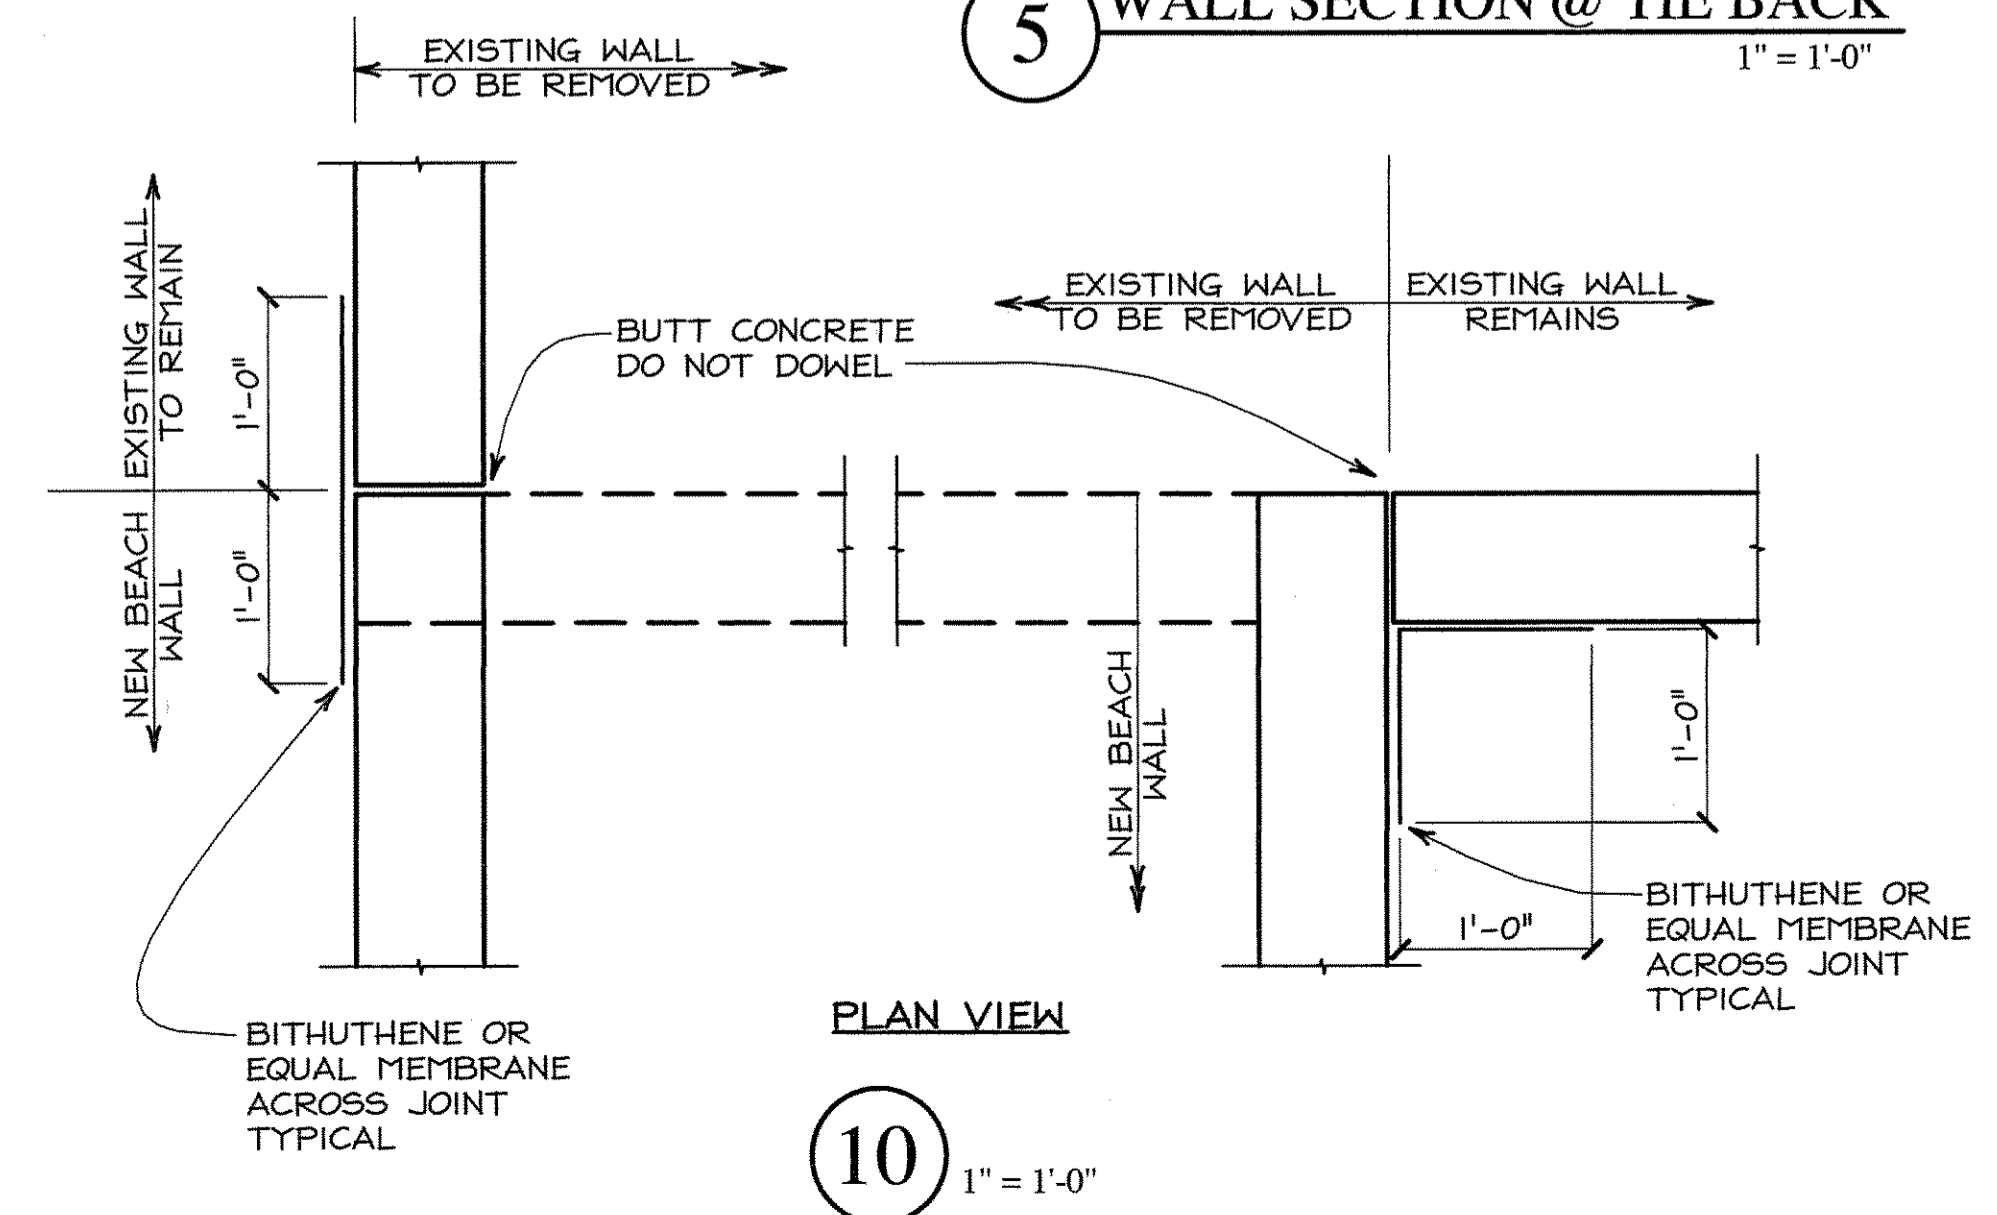 5 WALL SECTION @ TIE BACK
1" = 1'-0"
EXISTING WALL
TO BE REMOVED
EXISTING WALL
TO REMAIN
NEW BEACH
WALL
1'-0"
1'-0"
BUTT CONCRETE
DO NOT DOWEL
EXISTING WALL
TO BE REMOVED
EXISTING WALL
REMAINS
NEW BEACH
WALL
1'-0"
1'-0"
BITHUTHENE OR
EQUAL MEMBRANE
ACROSS JOINT
TYPICAL
BITHUTHENE OR
EQUAL MEMBRANE
ACROSS JOINT
TYPICAL
PLAN VIEW
10 1" = 1'-0"